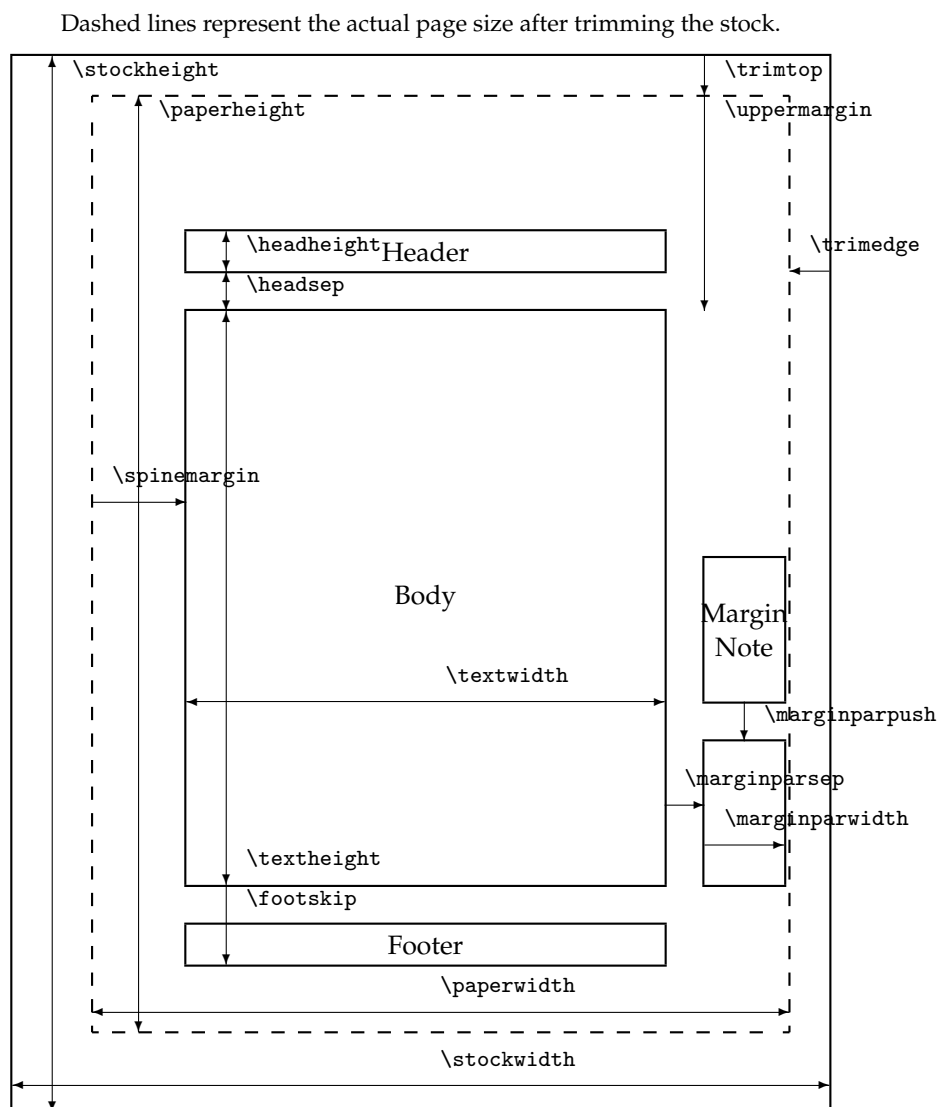 Dashed lines represent the actual page size after trimming the stock.
\stockheight
\trimtop
\paperheight
\uppermargin
\headheight
Header
\trimedge
\headsep
\spinemargin
Body
Margin
Note
\textwidth
\marginparpush
\marginparsep
\marginparwidth
\textheight
\footskip
Footer
\paperwidth
\stockwidth